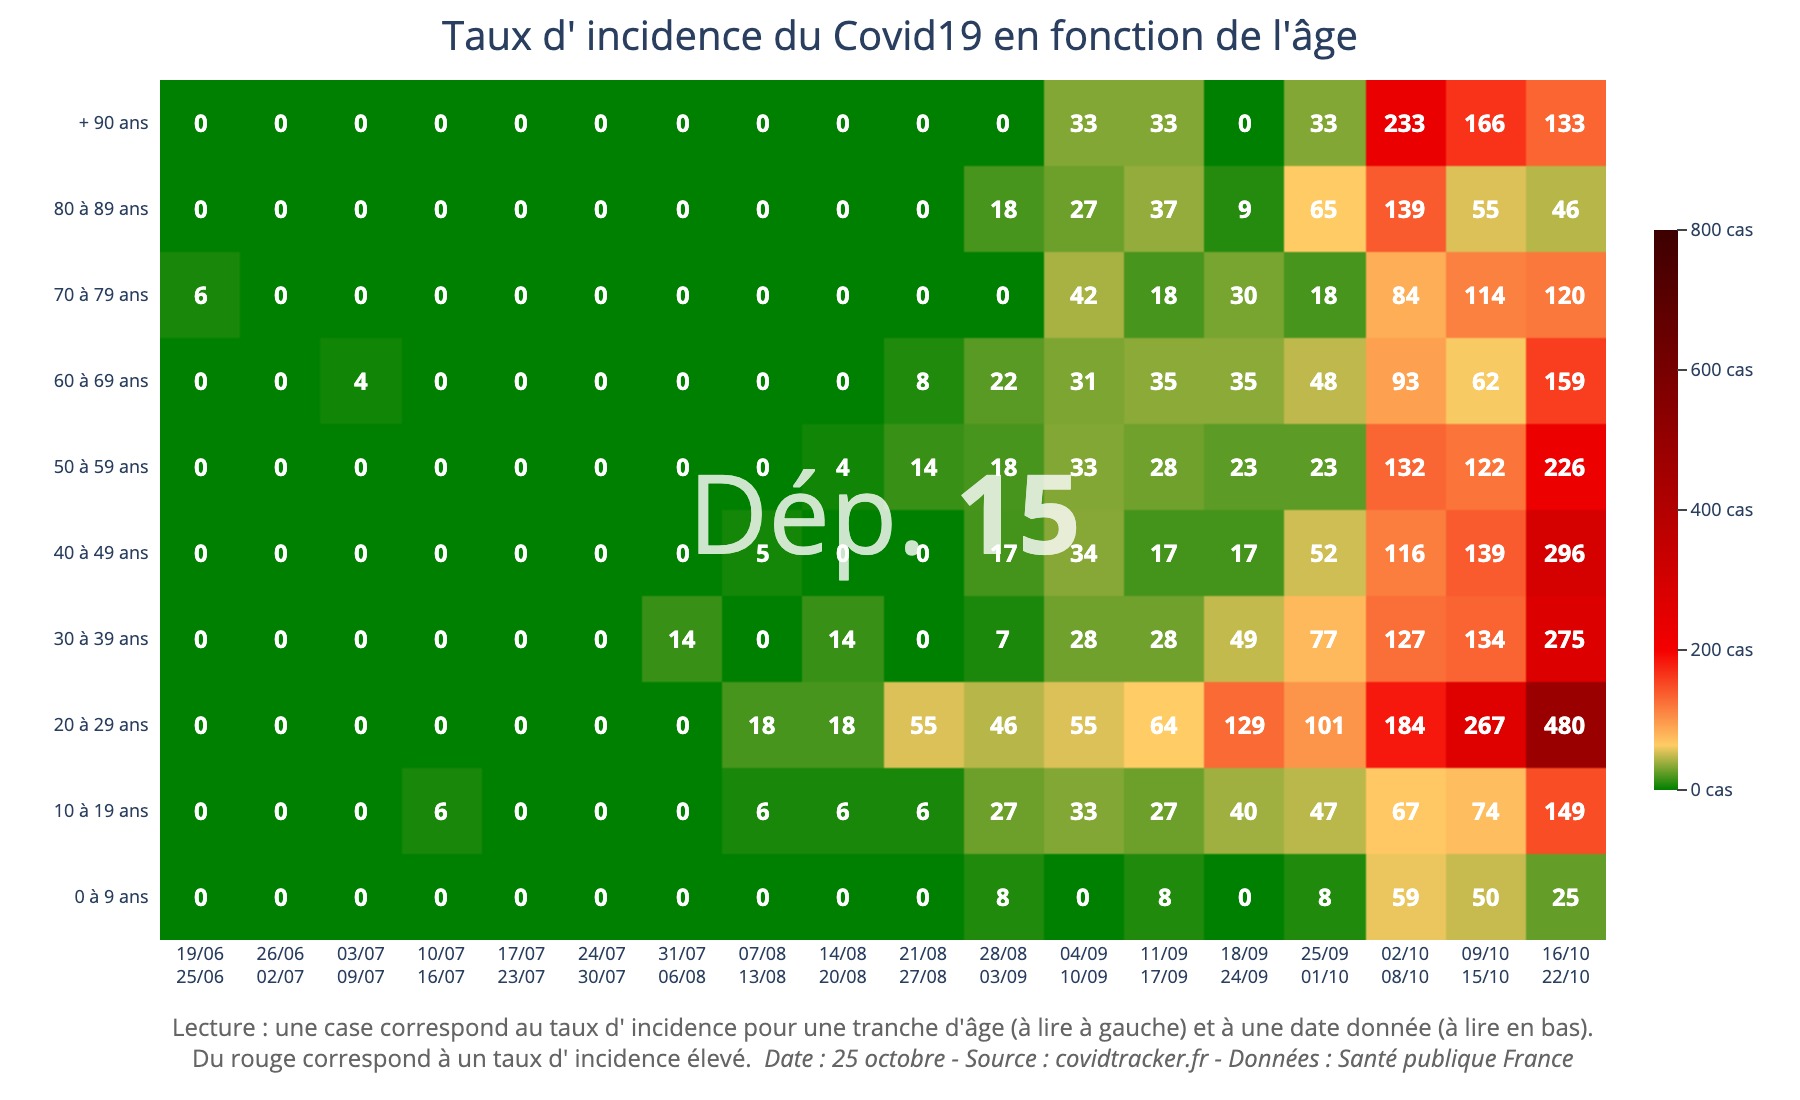 Taux d' incidence du Covid19 en fonction de l'âge
+ 90 ans 0 0 0 0 0 0 0 0 0 0 0 33 33 0 33 233 166 133
80 à 89 ans 0 0 0 0 0 0 0 0 0 0 18 27 37 9 65 139 55 46
800 cas
70 à 79 ans 6 0 0 0 0 0 0 0 0 0 0 42 18 30 18 84 114 120
600 cas
60 à 69 ans 0 0 4 0 0 0 0 0 0 8 22 31 35 35 48 93 62 159
50 à 59 ans 0 0 0 0 0 0 0 0 4 14 18 33 28 23 23 132 122 226
Dép. 15
400 cas
40 à 49 ans 0 0 0 0 0 0 0 5 0 0 17 34 17 17 52 116 139 296
30 à 39 ans 0 0 0 0 0 0 14 0 14 0 7 28 28 49 77 127 134 275
200 cas
20 à 29 ans 0 0 0 0 0 0 0 18 18 55 46 55 64 129 101 184 267 480
0 cas
10 à 19 ans 0 0 0 6 0 0 0 6 6 6 27 33 27 40 47 67 74 149
0 à 9 ans 0 0 0 0 0 0 0 0 0 0 8 0 8 0 8 59 50 25
19/06 26/06 03/07 10/07 17/07 24/07 31/07 07/08 14/08 21/08 28/08 04/09 11/09 18/09 25/09 02/10 09/10 16/10
25/06 02/07 09/07 16/07 23/07 30/07 06/08 13/08 20/08 27/08 03/09 10/09 17/09 24/09 01/10 08/10 15/10 22/10
Lecture : une case correspond au taux d' incidence pour une tranche d'âge (à lire à gauche) et à une date donnée (à lire en bas).
Du rouge correspond à un taux d' incidence élevé. Date : 25 octobre - Source : covidtracker.fr - Données : Santé publique France